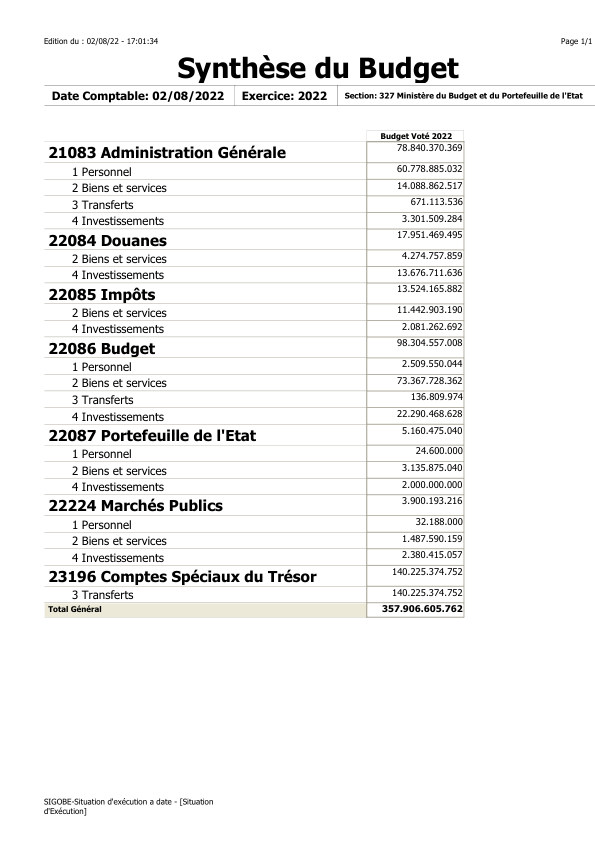 Edition du : 02/08/22 - 17:01:34 Page 1/1
Synthèse du Budget
Date Comptable: 02/08/2022 Exercice: 2022 Section: 327 Ministère du Budget et du Portefeuille de l'Etat
Budget Voté 2022
21083 Administration Générale 78.840.370.369
1 Personnel 60.778.885.032
2 Biens et services 14.088.862.517
3 Transferts 671.113.536
4 Investissements 3.301.509.284
22084 Douanes 17.951.469.495
2 Biens et services 4.274.757.859
4 Investissements 13.676.711.636
22085 Impôts 13.524.165.882
2 Biens et services 11.442.903.190
4 Investissements 2.081.262.692
22086 Budget 98.304.557.008
1 Personnel 2.509.550.044
2 Biens et services 73.367.728.362
3 Transferts 136.809.974
4 Investissements 22.290.468.628
22087 Portefeuille de l'Etat 5.160.475.040
1 Personnel 24.600.000
2 Biens et services 3.135.875.040
4 Investissements 2.000.000.000
22224 Marchés Publics 3.900.193.216
1 Personnel 32.188.000
2 Biens et services 1.487.590.159
4 Investissements 2.380.415.057
23196 Comptes Spéciaux du Trésor 140.225.374.752
3 Transferts 140.225.374.752
Total Général 357.906.605.762
SIGOBE-Situation d'exécution a date - [Situation
d'Exécution]